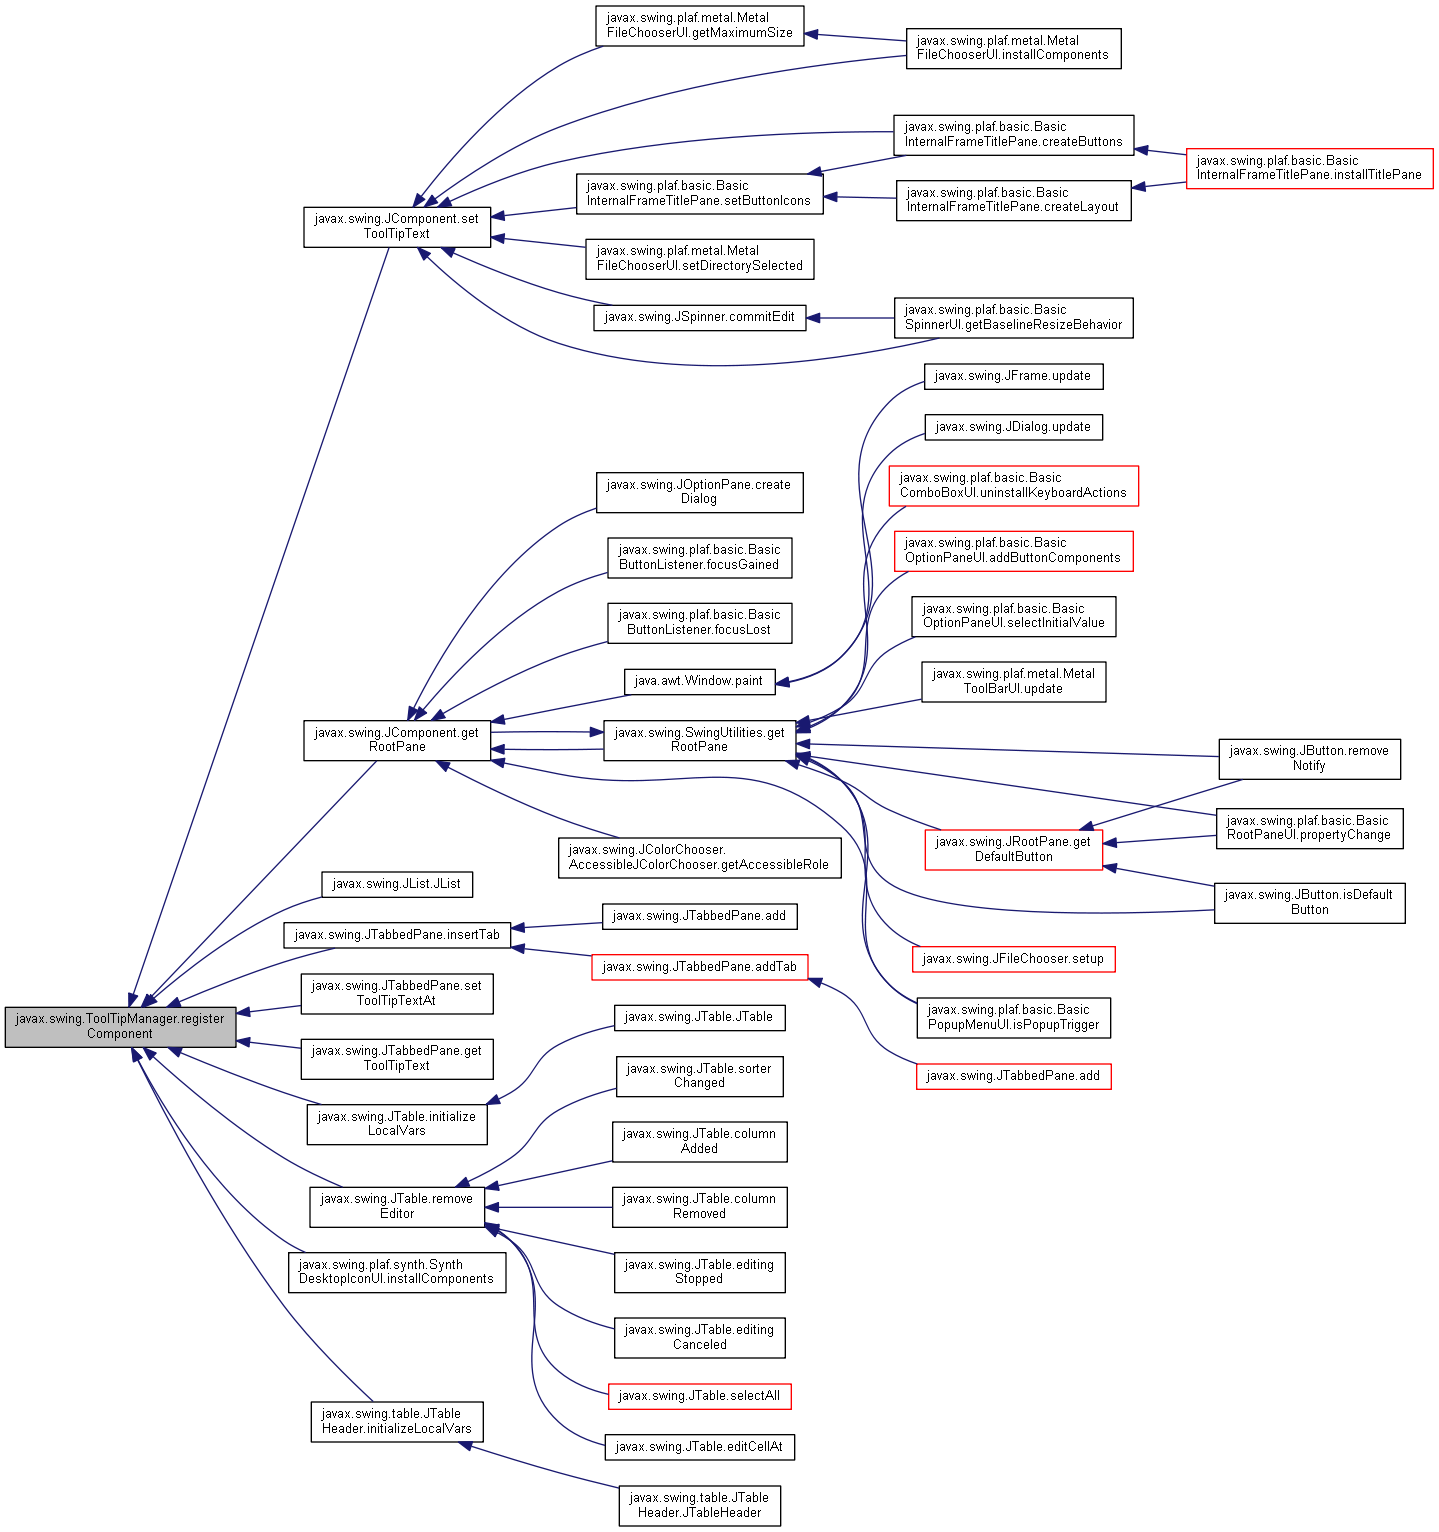 javax.swing.plaf.metal.Metal
FileChooserUI.getMaximumSize
javax.swing.plaf.metal.Metal
FileChooserUI.installComponents
javax.swing.plaf.basic.Basic
InternalFrameTitlePane.createButtons
javax.swing.plaf.basic.Basic
InternalFrameTitlePane.installTitlePane
javax.swing.plaf.basic.Basic
InternalFrameTitlePane.setButtonIcons
javax.swing.plaf.basic.Basic
InternalFrameTitlePane.createLayout
javax.swing.JComponent.set
ToolTipText
javax.swing.plaf.metal.Metal
FileChooserUI.setDirectorySelected
javax.swing.JSpinner.commitEdit
javax.swing.plaf.basic.Basic
SpinnerUI.getBaselineResizeBehavior
javax.swing.JFrame.update
javax.swing.JDialog.update
javax.swing.plaf.basic.Basic
ComboBoxUI.uninstallKeyboardActions
javax.swing.JOptionPane.create
Dialog
javax.swing.plaf.basic.Basic
OptionPaneUI.addButtonComponents
javax.swing.plaf.basic.Basic
ButtonListener.focusGained
javax.swing.plaf.basic.Basic
OptionPaneUI.selectInitialValue
javax.swing.plaf.basic.Basic
ButtonListener.focusLost
java.awt.Window.paint
javax.swing.plaf.metal.Metal
ToolBarUI.update
javax.swing.JComponent.get
RootPane
javax.swing.SwingUtilities.get
RootPane
javax.swing.JButton.remove
Notify
javax.swing.plaf.basic.Basic
RootPaneUI.propertyChange
javax.swing.JRootPane.get
DefaultButton
javax.swing.JColorChooser.
AccessibleJColorChooser.getAccessibleRole
javax.swing.JButton.isDefault
Button
javax.swing.JList.JList
javax.swing.JTabbedPane.add
javax.swing.JTabbedPane.insertTab
javax.swing.JFileChooser.setup
javax.swing.JTabbedPane.addTab
javax.swing.JTabbedPane.set
ToolTipTextAt
javax.swing.plaf.basic.Basic
PopupMenuUI.isPopupTrigger
javax.swing.ToolTipManager.register
Component
javax.swing.JTable.JTable
javax.swing.JTabbedPane.get
ToolTipText
javax.swing.JTable.sorter
Changed
javax.swing.JTabbedPane.add
javax.swing.JTable.initialize
LocalVars
javax.swing.JTable.column
Added
javax.swing.JTable.remove
Editor
javax.swing.JTable.column
Removed
javax.swing.plaf.synth.Synth
DesktopIconUI.installComponents
javax.swing.JTable.editing
Stopped
javax.swing.JTable.editing
Canceled
javax.swing.JTable.selectAll
javax.swing.table.JTable
Header.initializeLocalVars
javax.swing.JTable.editCellAt
javax.swing.table.JTable
Header.JTableHeader